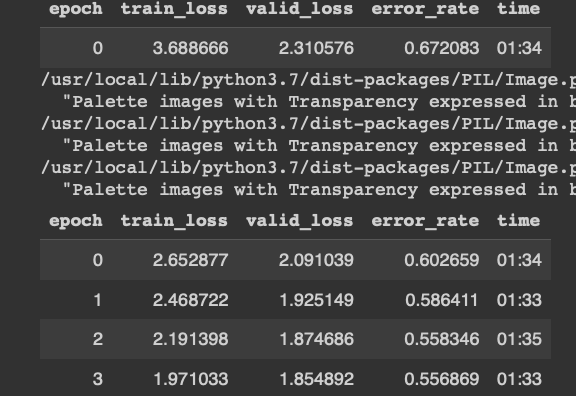 epoch train_loss valid_loss error_rate time
0 3.688666 2.310576 0.672083 01:34
/usr/local/lib/python3.7/dist-packages/PIL/Image.p
"Palette images with Transparency expressed in b
/usr/local/lib/python3.7/dist-packages/PIL/Image.p
"Palette images with Transparency expressed in b
/usr/local/lib/python3.7/dist-packages/PIL/Image.p
"Palette images with Transparency expressed in b
epoch train_loss valid_loss error_rate time
0 2.652877 2.091039 0.602659 01:34
1 2.468722 1.925149 0.586411 01:33
2 2.191398 1.874686 0.558346 01:35
3 1.971033 1.854892 0.556869 01:33